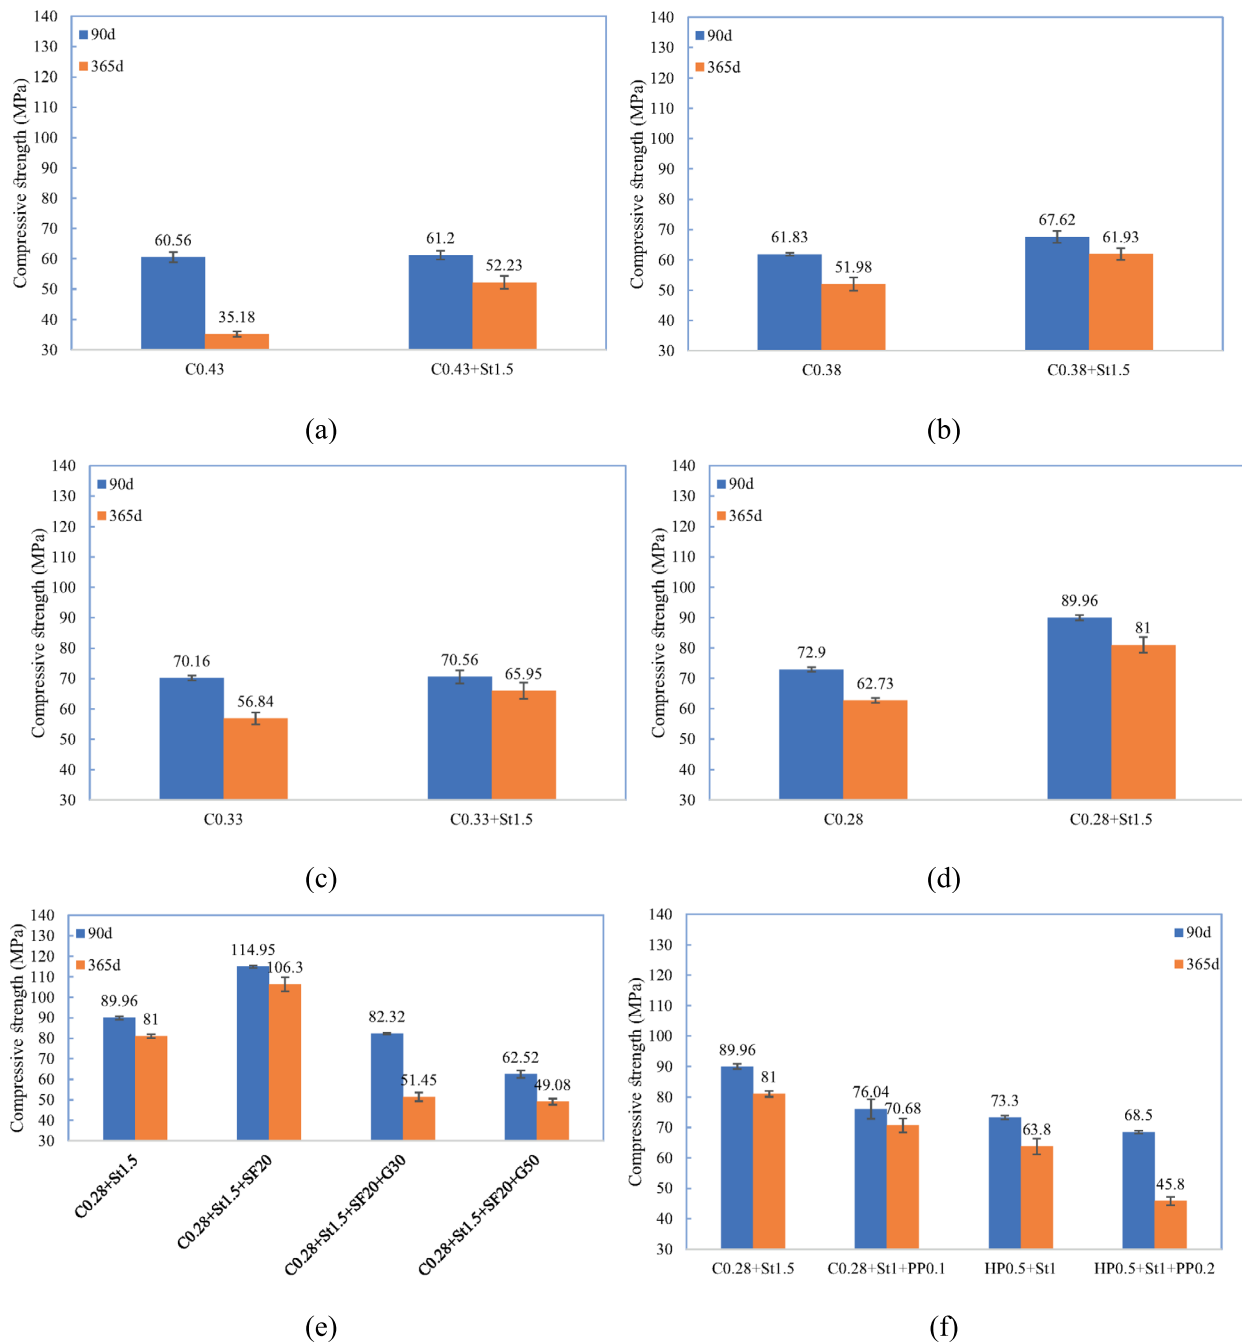 Compressive strength (MPa)
140
130
120
110
100
90
80
70
60
50
40
30
90d
365d
60.56
35.18
61.2
52.23
C0.43
C0.43+St1.5
(a)
Compressive strength (MPa)
140
130
120
110
100
90
80
70
60
50
40
30
90d
365d
61.83
51.98
67.62
61.93
C0.38
C0.38+St1.5
(b)
Compressive strength (MPa)
140
130
120
110
100
90
80
70
60
50
40
30
90d
365d
70.16
56.84
70.56
65.95
C0.33
C0.33+St1.5
(c)
Compressive strength (MPa)
140
130
120
110
100
90
80
70
60
50
40
30
90d
365d
72.9
62.73
89.96
81
C0.28
C0.28+St1.5
(d)
Compressive strength (MPa)
140
130
120
110
100
90
80
70
60
50
40
30
90d
365d
89.96
81
114.95
106.3
82.32
51.45
62.52
49.08
C0.28+St1.5
C0.28+St1.5+SF20
C0.28+St1.5+SF20+G30
C0.28+St1.5+SF20+G50
(e)
Compressive strength (MPa)
140
130
120
110
100
90
80
70
60
50
40
30
90d
365d
89.96
81
76.04
70.68
73.3
63.8
68.5
45.8
C0.28+St1.5
C0.28+St1+PP0.1
HP0.5+St1
HP0.5+St1+PP0.2
(f)